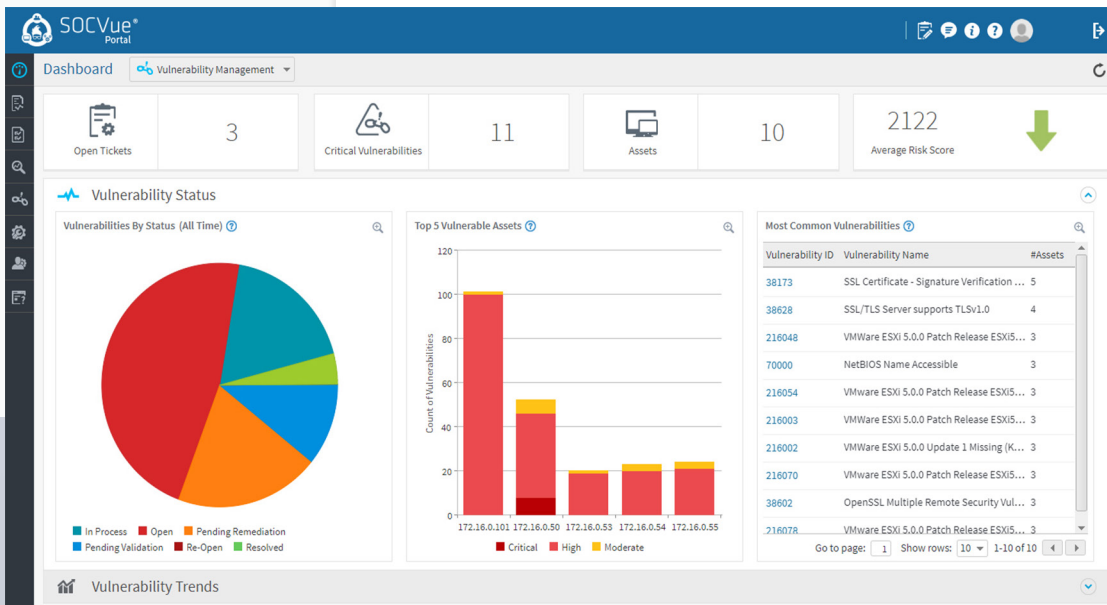 SOCVue®
Portal
Dashboard
Vulnerability Management
Open Tickets
3
Critical Vulnerabilities
11
Assets
10
2122
Average Risk Score
Vulnerability Status
Vulnerabilities By Status (All Time)
In Process Open Pending Remediation
Pending Validation Re-Open Resolved
Top 5 Vulnerable Assets
Count of Vulnerabilities
120
100
80
60
40
20
0
172.16.0.101 172.16.0.50 172.16.0.53 172.16.0.54 172.16.0.55
Critical High Moderate
Most Common Vulnerabilities
Vulnerability ID Vulnerability Name #Assets
38173 SSL Certificate - Signature Verification ... 5
38628 SSL/TLS Server supports TLSv1.0 4
216048 VMWare ESXi 5.0.0 Patch Release ESXi5... 3
70000 NetBIOS Name Accessible 3
216054 VMware ESXi 5.0.0 Patch Release ESXi5... 3
216003 VMWare ESXi 5.0.0 Patch Release ESXi5... 3
216002 VMWare ESXi 5.0.0 Update 1 Missing (K... 3
216070 VMWare ESXi 5.0.0 Patch Release ESXi5... 3
38602 OpenSSL Multiple Remote Security Vul... 3
216078 VMware ESXi 5.0.0 Patch Release ESXi5... 3
Go to page: 1 Show rows: 10 1-10 of 10
Vulnerability Trends